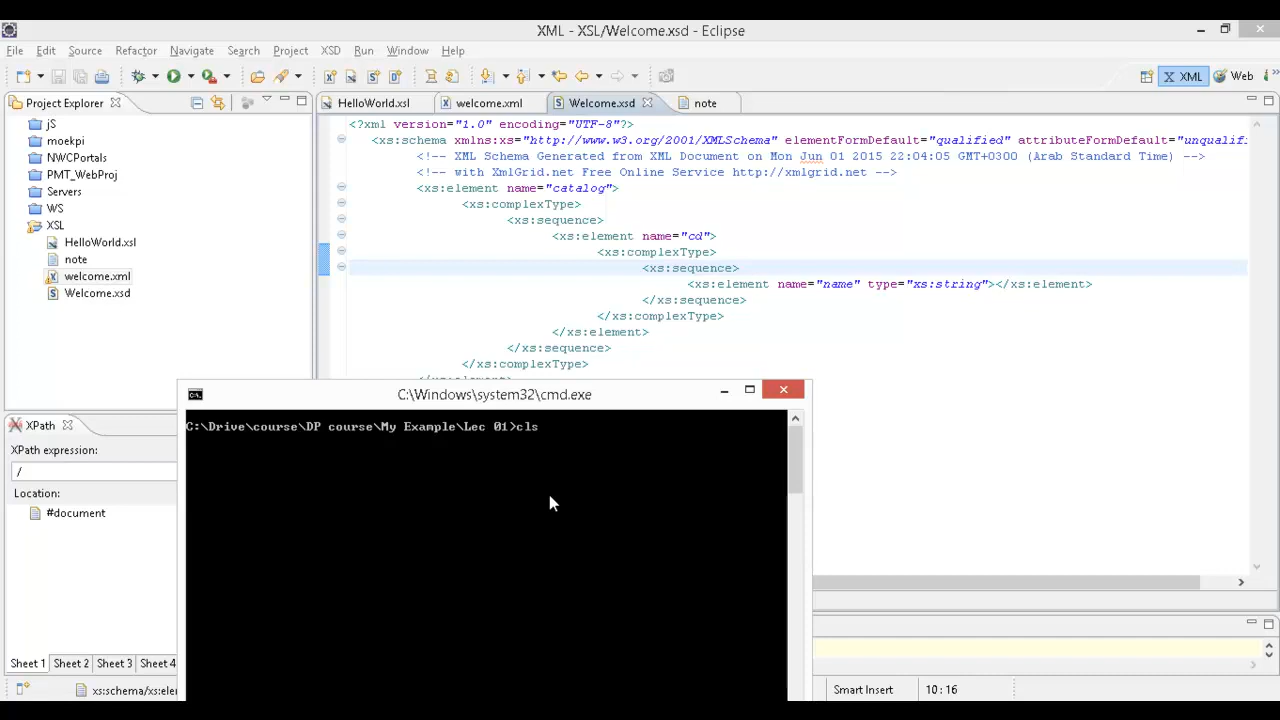 XML - XSL/Welcome.xsd - Eclipse
File Edit Source Refactor Navigate Search Project XSD Run Window Help
XML Web
Project Explorer
jS
moekpi
NWCPortals
PMT_WebProj
Servers
WS
XSL
HelloWorld.xsl
note
welcome.xml
Welcome.xsd
HelloWorld.xsl welcome.xml Welcome.xsd note
<?xml version="1.0" encoding="UTF-8"?>
<xs:schema xmlns:xs="http://www.w3.org/2001/XMLSchema" elementFormDefault="qualified" attributeFormDefault="unqualifi
<!-- XML Schema Generated from XML Document on Mon Jun 01 2015 22:04:05 GMT+0300 (Arab Standard Time) -->
<!-- with XmlGrid.net Free Online Service http://xmlgrid.net -->
<xs:element name="catalog">
<xs:complexType>
<xs:sequence>
<xs:element name="cd">
<xs:complexType>
<xs:sequence>
<xs:element name="name" type="xs:string"></xs:element>
</xs:sequence>
</xs:complexType>
</xs:element>
</xs:sequence>
</xs:complexType>
XPath
XPath expression:
/
Location:
#document
Sheet 1 Sheet 2 Sheet 3 Sheet 4
xs:schema/xs:elem
C:\Windows\system32\cmd.exe
C:\Drive\course\DP course\My Example\Lec 01>cls
Smart Insert 10:16